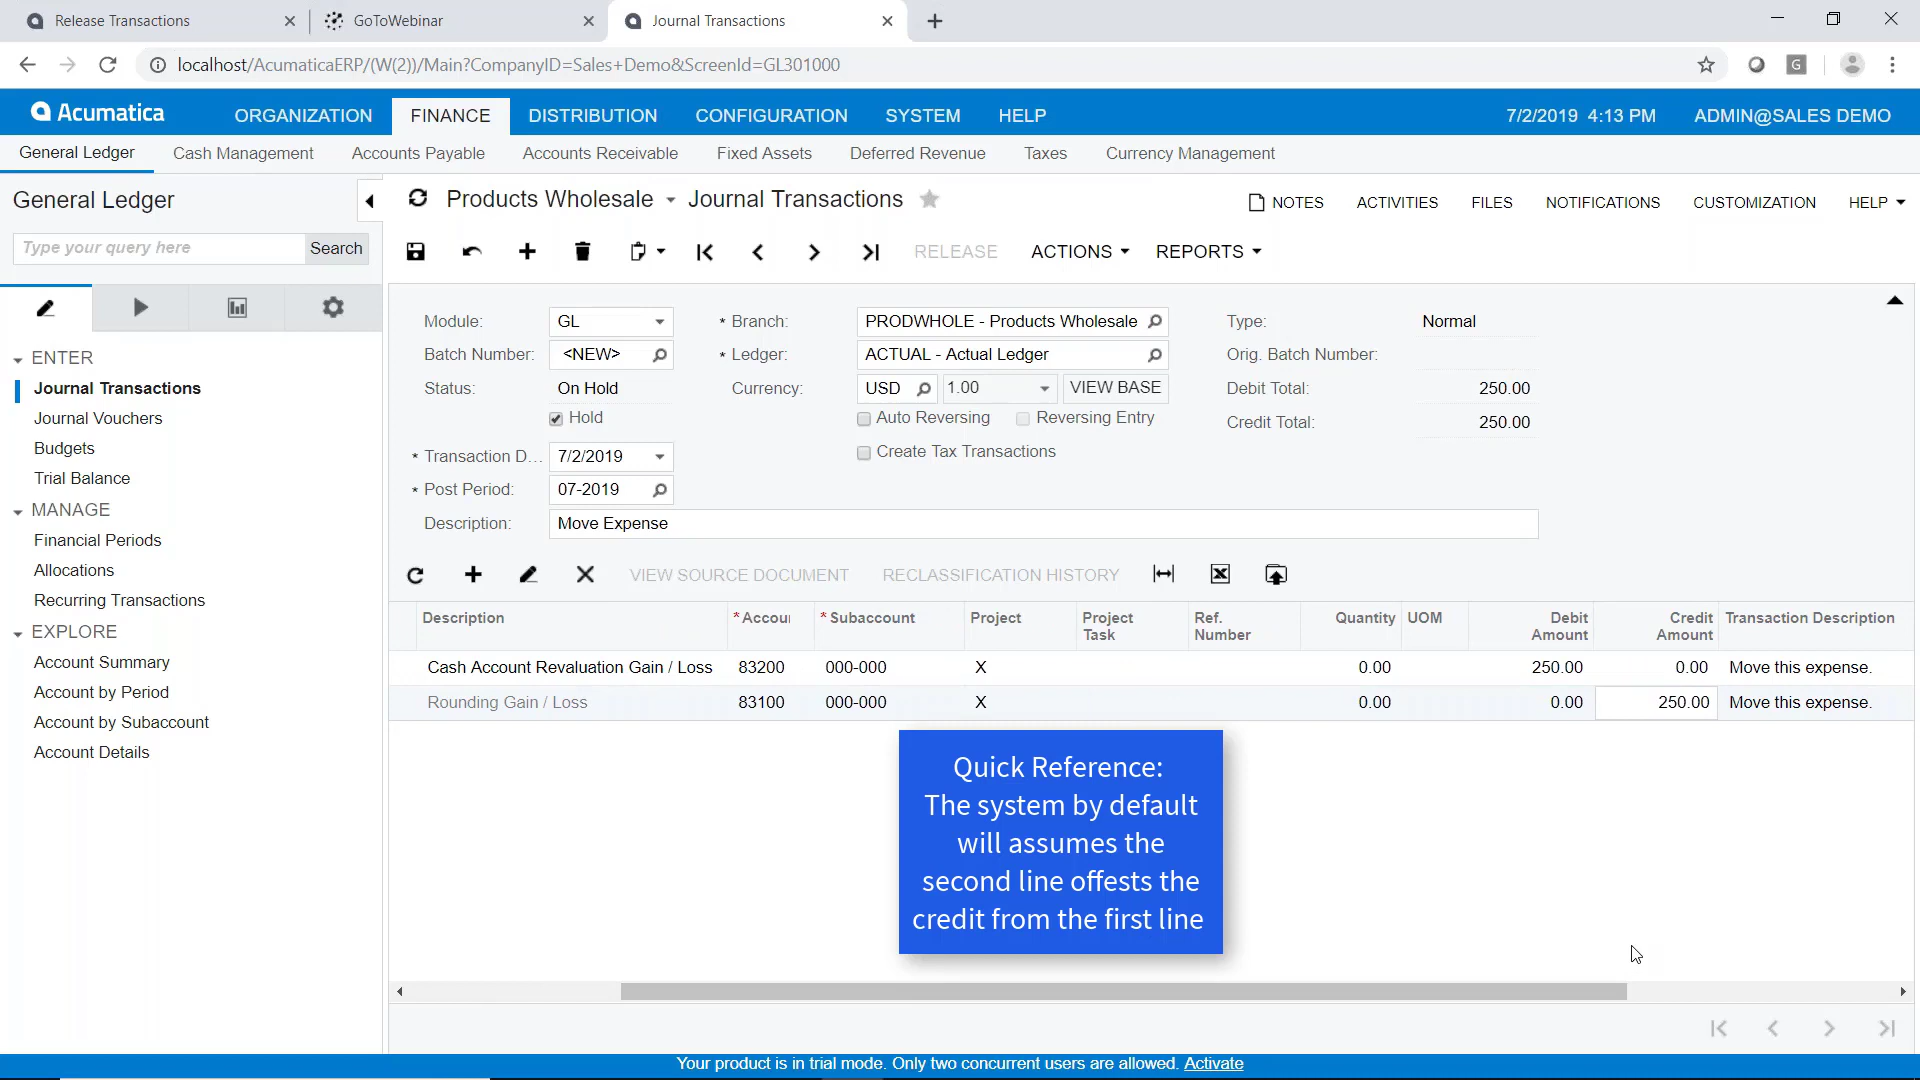 Release Transactions
GoToWebinar
Journal Transactions
localhost/AcumaticaERP/(W(2))/Main?CompanyID=Sales+Demo&ScreenId=GL301000
G
Acumatica
ORGANIZATION FINANCE DISTRIBUTION CONFIGURATION SYSTEM HELP
7/2/2019 4:13 PM ADMIN@SALES DEMO
General Ledger Cash Management Accounts Payable Accounts Receivable Fixed Assets Deferred Revenue Taxes Currency Management
General Ledger
Type your query here Search
ENTER
Journal Transactions
Journal Vouchers
Budgets
Trial Balance
MANAGE
Financial Periods
Allocations
Recurring Transactions
EXPLORE
Account Summary
Account by Period
Account by Subaccount
Account Details
Products Wholesale Journal Transactions
NOTES ACTIVITIES FILES NOTIFICATIONS CUSTOMIZATION HELP
RELEASE ACTIONS REPORTS
Module: GL * Branch: PRODWHOLE - Products Wholesale Type: Normal
Batch Number: <NEW> * Ledger: ACTUAL - Actual Ledger Orig. Batch Number:
Status: On Hold Currency: USD 1.00 VIEW BASE Debit Total: 250.00
Hold Auto Reversing Reversing Entry Credit Total: 250.00
* Transaction D... 7/2/2019 Create Tax Transactions
* Post Period: 07-2019
Description: Move Expense
VIEW SOURCE DOCUMENT RECLASSIFICATION HISTORY
Description * Accou * Subaccount Project Project Task Ref. Number Quantity UOM Debit Amount Credit Amount Transaction Description
Cash Account Revaluation Gain / Loss 83200 000-000 X 0.00 250.00 0.00 Move this expense.
Rounding Gain / Loss 83100 000-000 X 0.00 0.00 250.00 Move this expense.
Quick Reference:
The system by default
will assumes the
second line offests the
credit from the first line
Your product is in trial mode. Only two concurrent users are allowed. Activate